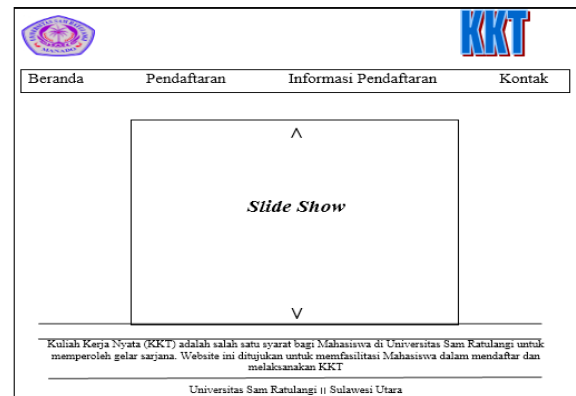 KKT
MANADO
Beranda Pendaftaran Informasi Pendaftaran Kontak
Slide Show
Kuliah Kerja Nyata (KKT) adalah salah satu syarat bagi Mahasiswa di Universitas Sam Ratulangi untuk
memperoleh gelar sarjana. Website ini ditujukan untuk memfasilitasi Mahasiswa dalam mendaftar dan
melaksanakan KKT
Universitas Sam Ratulangi || Sulawesi Utara